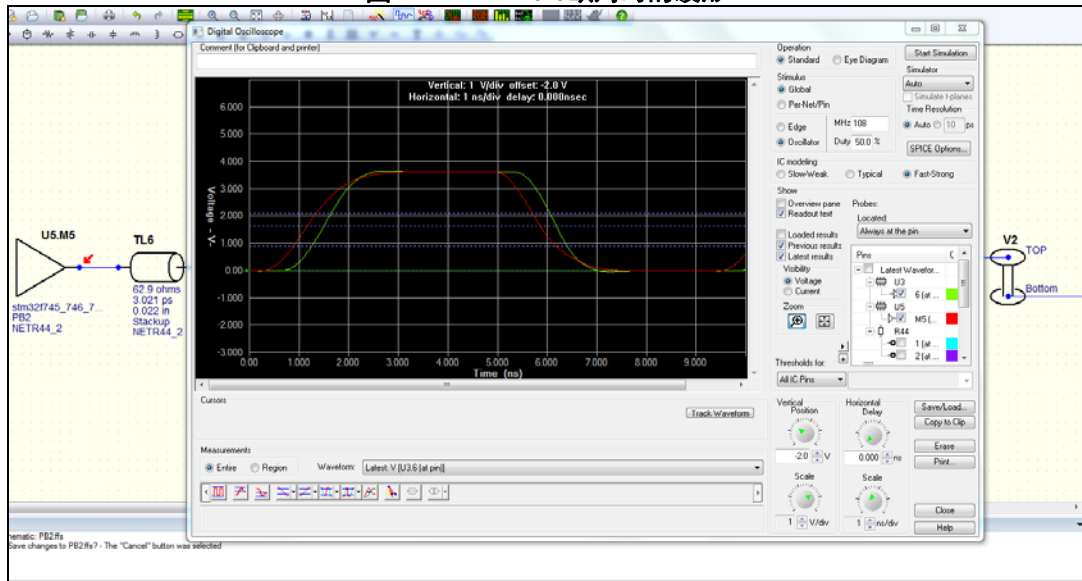 Digital Oscilloscope
Comment (for Clipboard and printer)
Vertical: 1 V/div offset: -2.0 V
Horizontal: 1 ns/div delay: 0.000nsec
6.000
5.000
4.000
3.000
2.000
1.000
0.00
-1.000
-2.000
-3.000
Voltage - V-
0.00 1.000 2.000 3.000 4.000 5.000 6.000 7.000 8.000 9.000
Time (ns)
Cursors
Track Waveform
Measurements
Entire Region Waveform: Latest: V [U3.6 (at pin)]
Operation
Standard Eye Diagram
Stimulus
Global
Per-Net/Pin
Edge MHz 108
Oscillator Duty 50.0 %
IC modeling
Slow-Weak Typical Fast-Strong
Start Simulation
Simulator
Auto
Simulate t-planes
Time Resolution
Auto 10 ps
SPICE Options...
Show
Overview pane
Readout text
Loaded results
Previous results
Latest results
Visibility
Voltage
Current
Zoom
Probes:
Located:
Always at the pin
Pins C
Latest Wavefor...
U3
6 (at ...
U5
M5 (...
R44
1 (at ...
2 (at ...
Thresholds for:
All IC Pins
Vertical
Position
-2.0 V
Scale
1 V/div
Horizontal
Delay
0.000 ns
Scale
1 ns/div
Save/Load...
Copy to Clip
Erase
Print...
Close
Help
U5.M5
stm32f745_746_7...
PB2
NETR44_2
TL6
62.9 ohms
3.021 ps
0.022 in
Stackup
NETR44_2
V2
TOP
Bottom
hematic: PB2.ffs
Save changes to PB2.ffs? - The "Cancel" button was selected